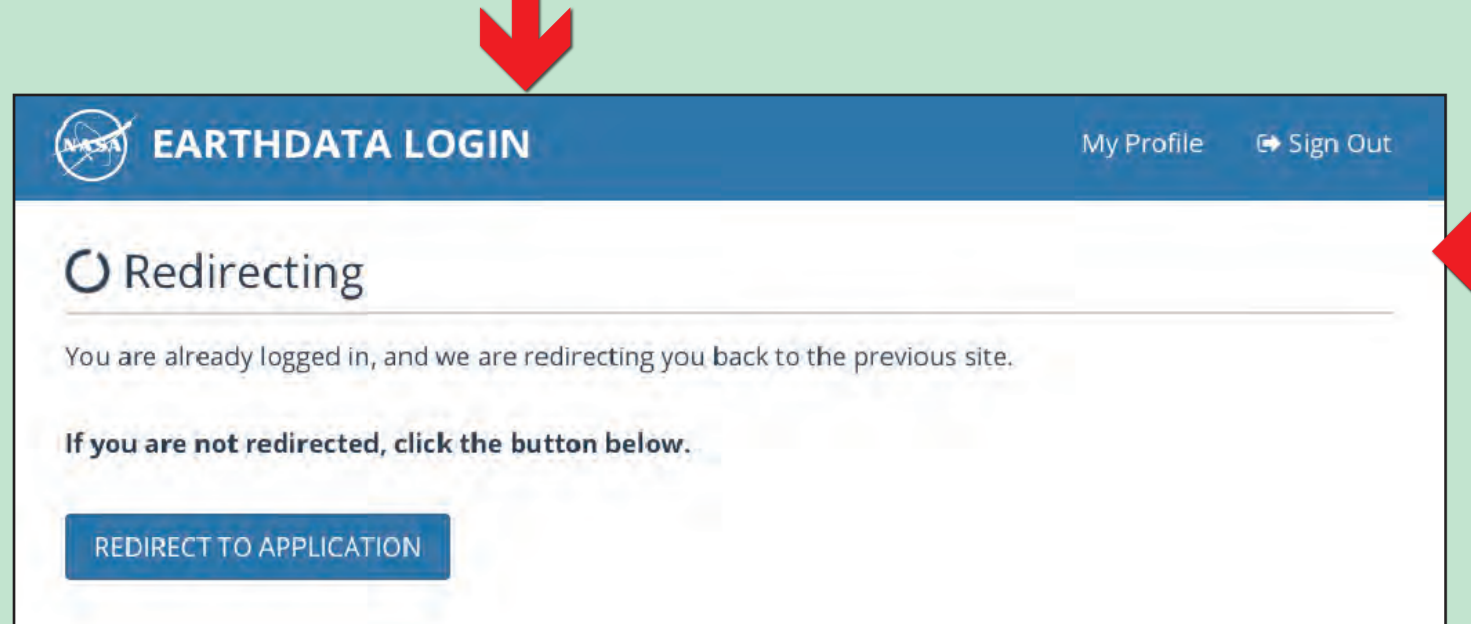 NASA
EARTHDATA LOGIN
My Profile
Sign Out
Redirecting
You are already logged in, and we are redirecting you back to the previous site.
If you are not redirected, click the button below.
REDIRECT TO APPLICATION